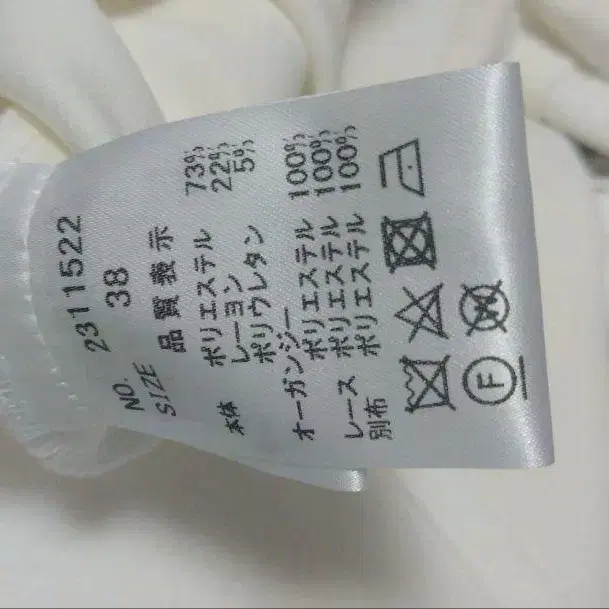 NO. 2311522
SIZE 38
品質表示
本体 ポリエステル 73%
レーヨン 22%
ポリウレタン 5%
オーガンジー
ポリエステル 100%
レース ポリエステル 100%
別布 ポリエステル 100%
F